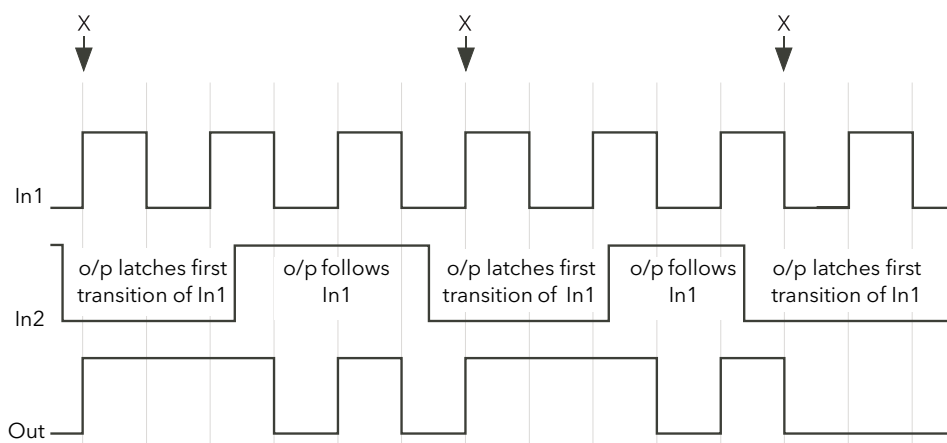 X X X
In1
o/p latches first
transition of In1
o/p follows
In1
o/p latches first
transition of In1
o/p follows
In1
o/p latches first
transition of In1
In2
Out